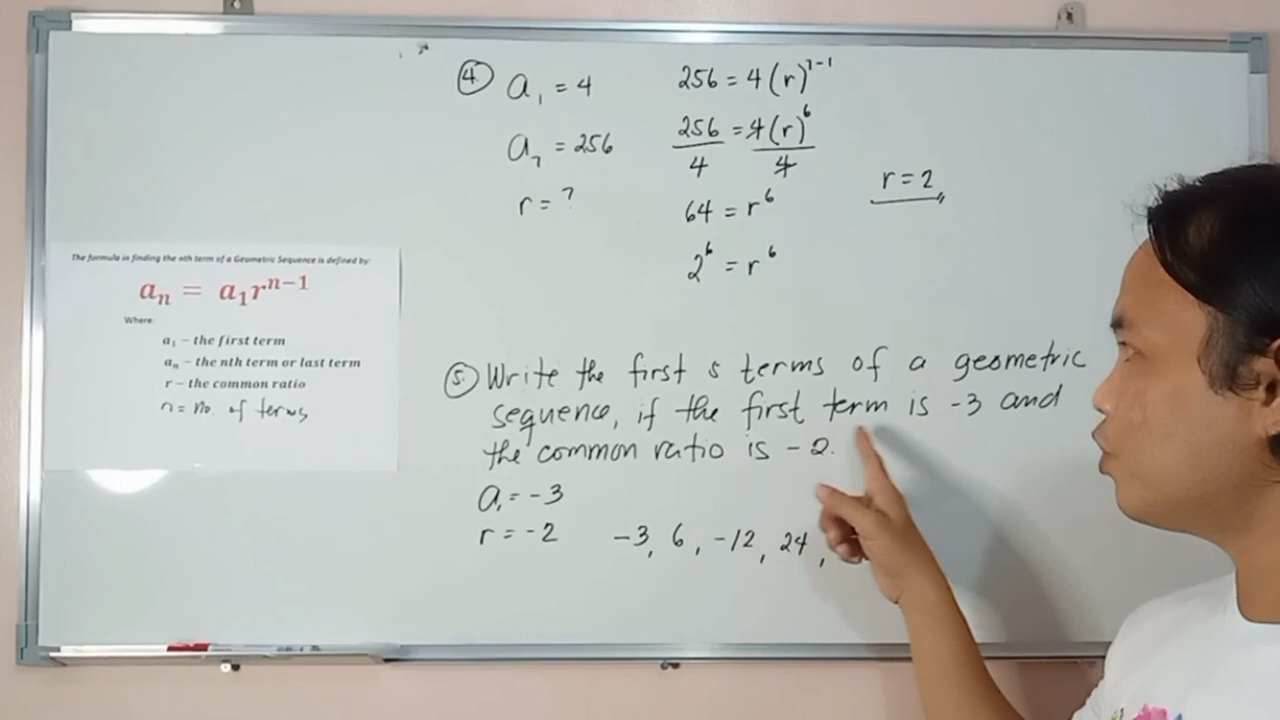 ④ a₁ = 4
a₇ = 256
r = ?
256 = 4(r)⁷⁻¹
256/4 = 4(r)⁶/4
64 = r⁶
2⁶ = r⁶
r = 2
The formula in finding the nth term of a Geometric Sequence is defined by:
aₙ = a₁rⁿ⁻¹
Where:
a₁ – the first term
aₙ – the nth term or last term
r – the common ratio
n = no. of terms
⑤ Write the first 5 terms of a geometric
sequence, if the first term is -3 and
the common ratio is -2.
a₁ = -3
r = -2
-3, 6, -12, 24,